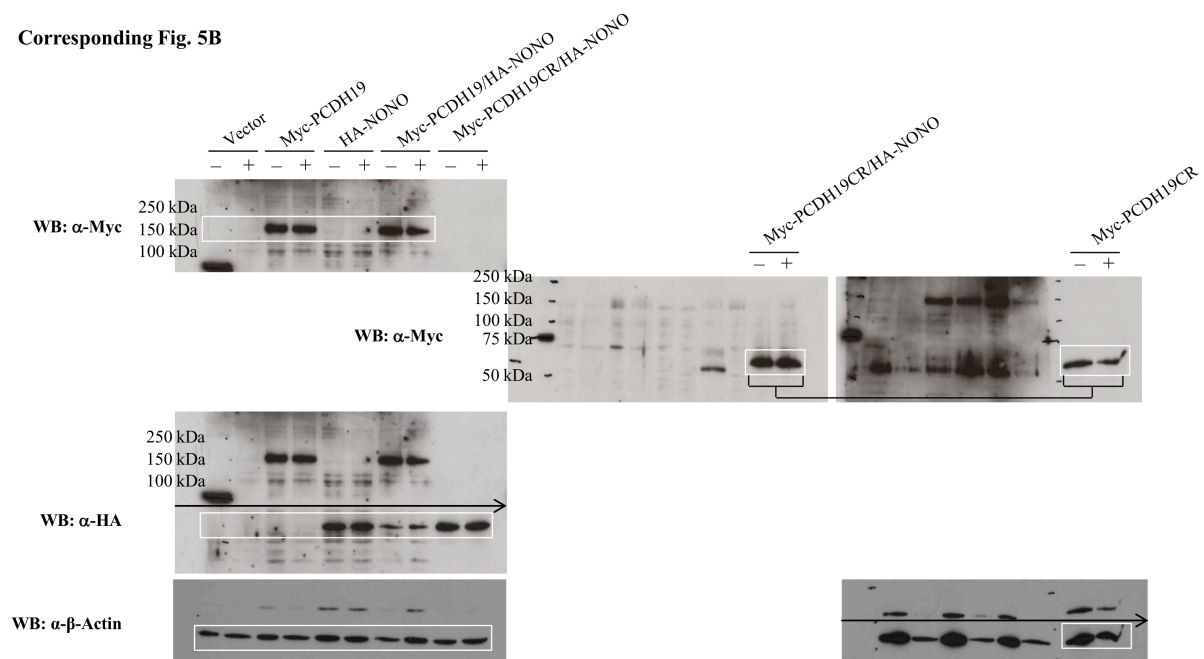 Corresponding Fig. 5B
Vector
Myc-PCDH19
HA-NONO
Myc-PCDH19/HA-NONO
Myc-PCDH19CR/HA-NONO
– + – + – + – + – +
250 kDa
WB: α-Myc
150 kDa
100 kDa
Myc-PCDH19CR/HA-NONO
Myc-PCDH19CR
– + – +
250 kDa
150 kDa
100 kDa
WB: α-Myc
75 kDa
50 kDa
250 kDa
150 kDa
100 kDa
WB: α-HA
WB: α-β-Actin